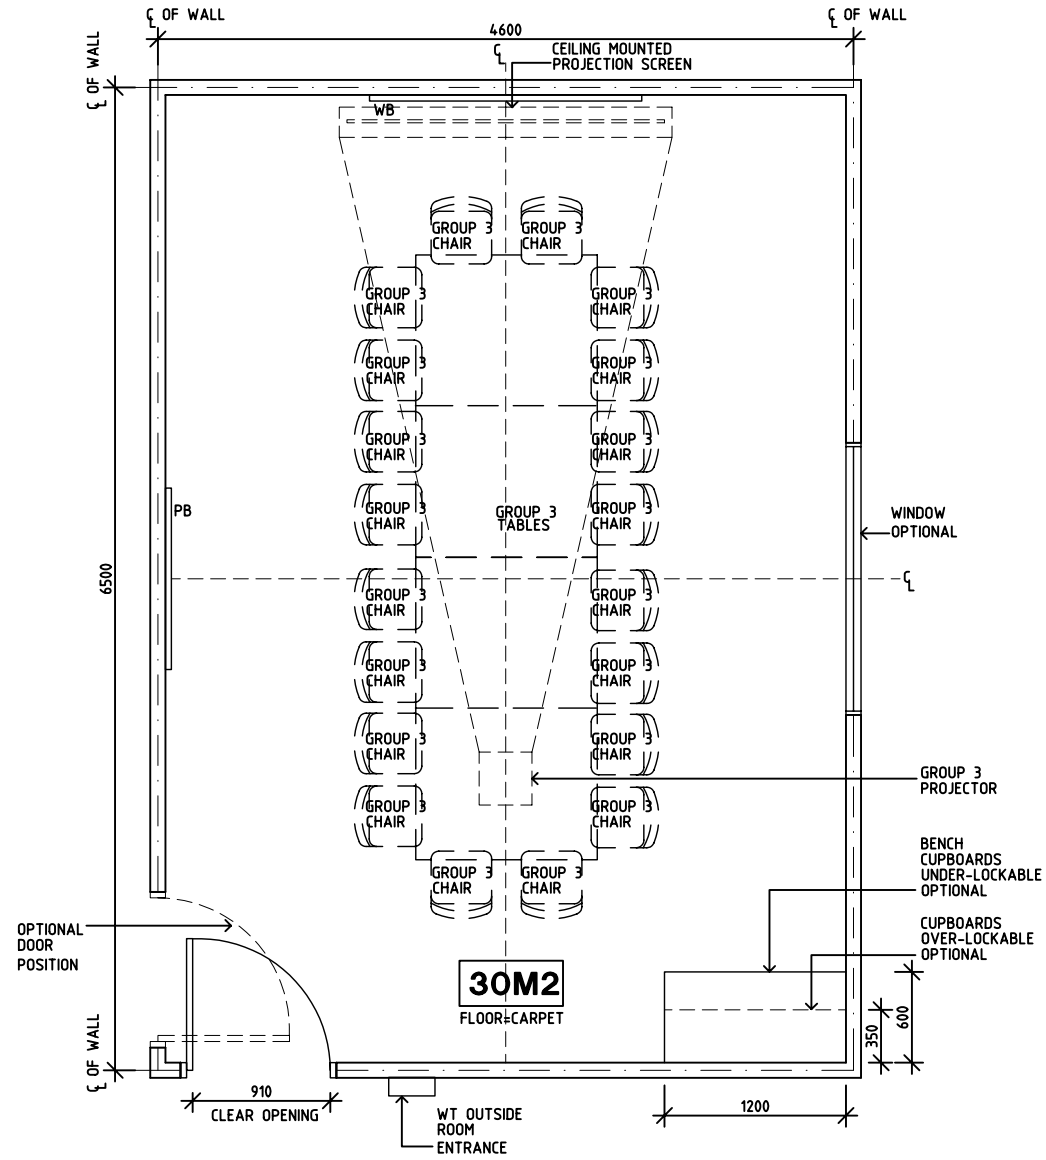 ℄ OF WALL
℄ OF WALL
4600
℄
CEILING MOUNTED
PROJECTION SCREEN
℄ OF WALL
WB
GROUP 3
CHAIR
GROUP 3
CHAIR
GROUP 3
CHAIR
GROUP 3
CHAIR
GROUP 3
CHAIR
GROUP 3
CHAIR
GROUP 3
CHAIR
GROUP 3
CHAIR
GROUP 3
CHAIR
GROUP 3
CHAIR
GROUP 3
TABLES
PB
WINDOW
OPTIONAL
6500
℄
GROUP 3
CHAIR
GROUP 3
CHAIR
GROUP 3
CHAIR
GROUP 3
CHAIR
GROUP 3
CHAIR
GROUP 3
CHAIR
GROUP 3
PROJECTOR
GROUP 3
CHAIR
GROUP 3
CHAIR
GROUP 3
CHAIR
GROUP 3
CHAIR
BENCH
CUPBOARDS
UNDER-LOCKABLE
OPTIONAL
CUPBOARDS
OVER-LOCKABLE
OPTIONAL
OPTIONAL
DOOR
POSITION
30M2
FLOOR=CARPET
350
600
℄ OF WALL
910
CLEAR OPENING
WT OUTSIDE
ROOM
ENTRANCE
1200